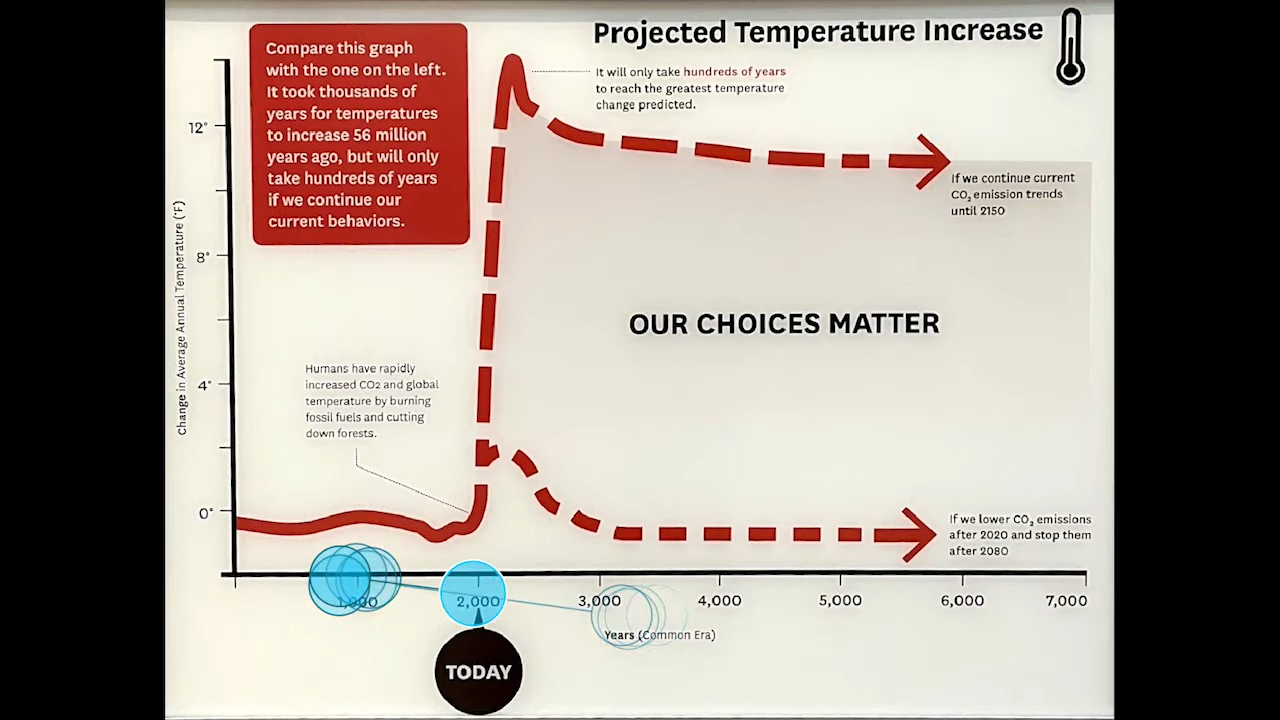 Projected Temperature Increase
Compare this graph
with the one on the left.
It took thousands of
years for temperatures
to increase 56 million
years ago, but will only
take hundreds of years
if we continue our
current behaviors.
It will only take hundreds of years
to reach the greatest temperature
change predicted.
If we continue current
CO₂ emission trends
until 2150
OUR CHOICES MATTER
Humans have rapidly
increased CO2 and global
temperature by burning
fossil fuels and cutting
down forests.
If we lower CO₂ emissions
after 2020 and stop them
after 2080
Change in Average Annual Temperature (°F)
12°
8°
4°
0°
1,000 2,000 3,000 4,000 5,000 6,000 7,000
Years (Common Era)
TODAY